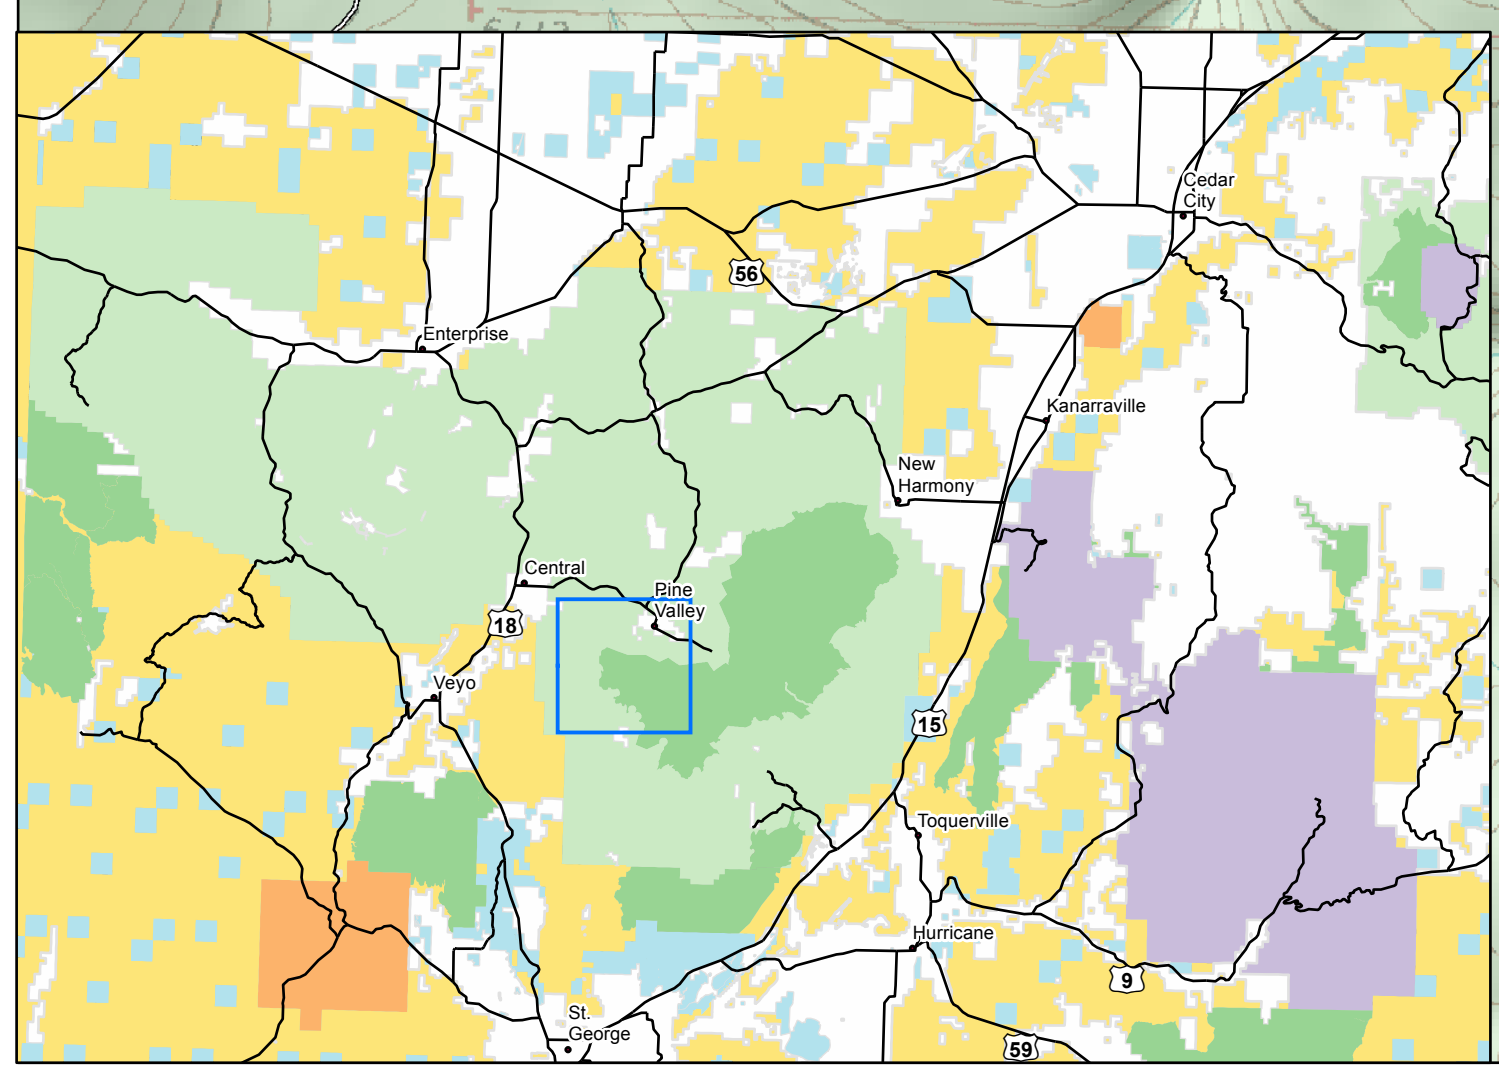 Cedar
City
56
Enterprise
Kanarraville
New
Harmony
Central
Pine
Valley
18
Veyo
15
Toquerville
Hurricane
9
St.
George
59